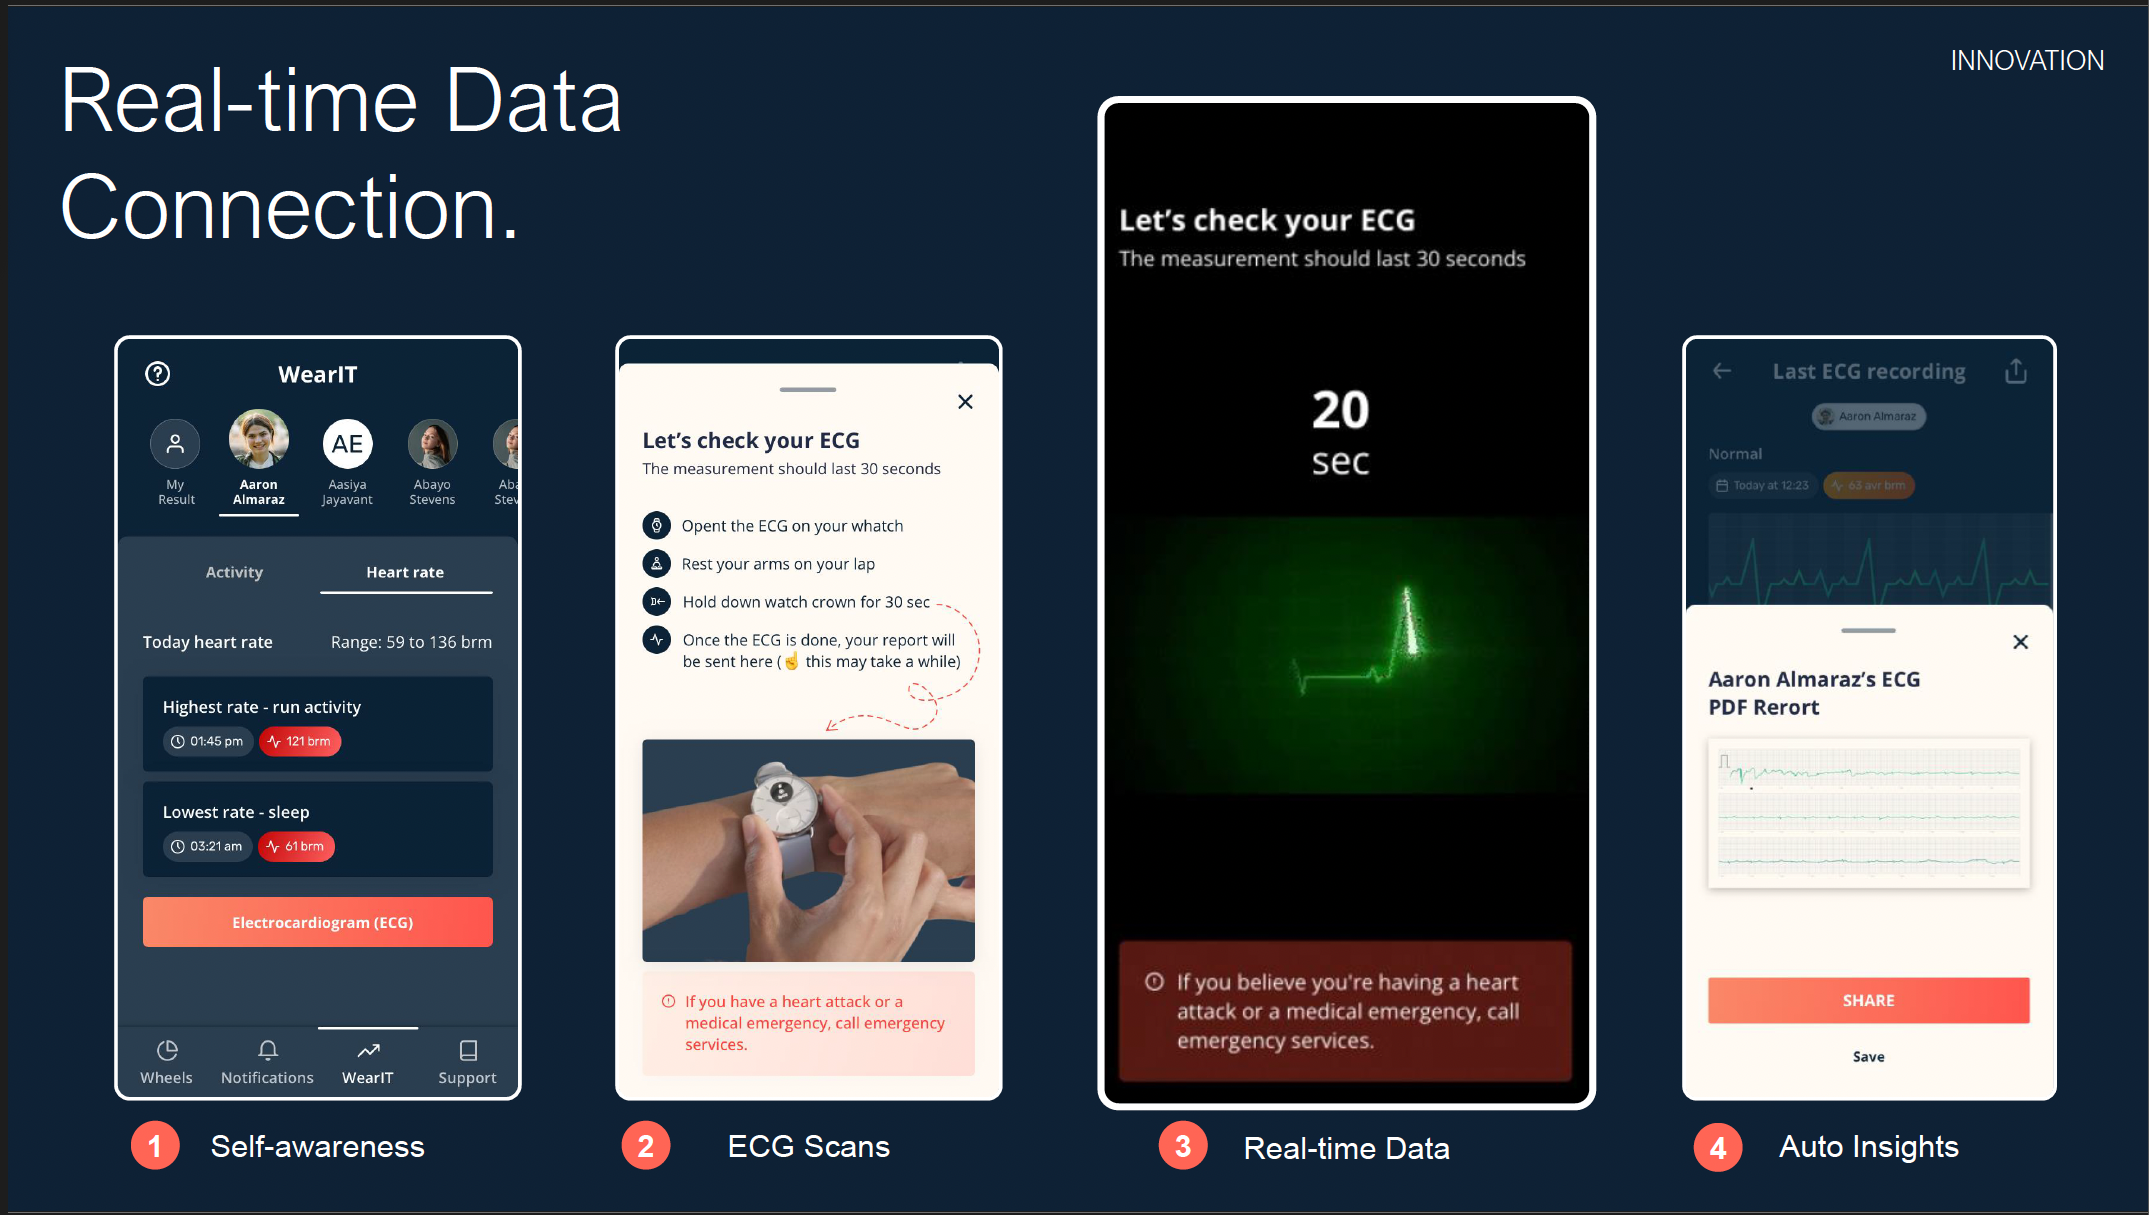 Real-time Data
Connection.
INNOVATION
WearIT
AE
My
Result
Aaron
Almaraz
Aasiya
Jayavant
Abayo
Stevens
Aba
Stev
Activity
Heart rate
Today heart rate
Range: 59 to 136 brm
Highest rate - run activity
01:45 pm
121 brm
Lowest rate - sleep
03:21 am
61 brm
Electrocardiogram (ECG)
Wheels
Notifications
WearIT
Support
1
Self-awareness
Let's check your ECG
The measurement should last 30 seconds
Opent the ECG on your whatch
Rest your arms on your lap
Hold down watch crown for 30 sec
Once the ECG is done, your report will
be sent here (☝️ this may take a while)
If you have a heart attack or a
medical emergency, call emergency
services.
2
ECG Scans
Let's check your ECG
The measurement should last 30 seconds
20
sec
If you believe you're having a heart
attack or a medical emergency, call
emergency services.
3
Real-time Data
Last ECG recording
Aaron Almaraz
Normal
Today at 12:23
63 avr brm
Aaron Almaraz's ECG
PDF Rerort
SHARE
Save
4
Auto Insights